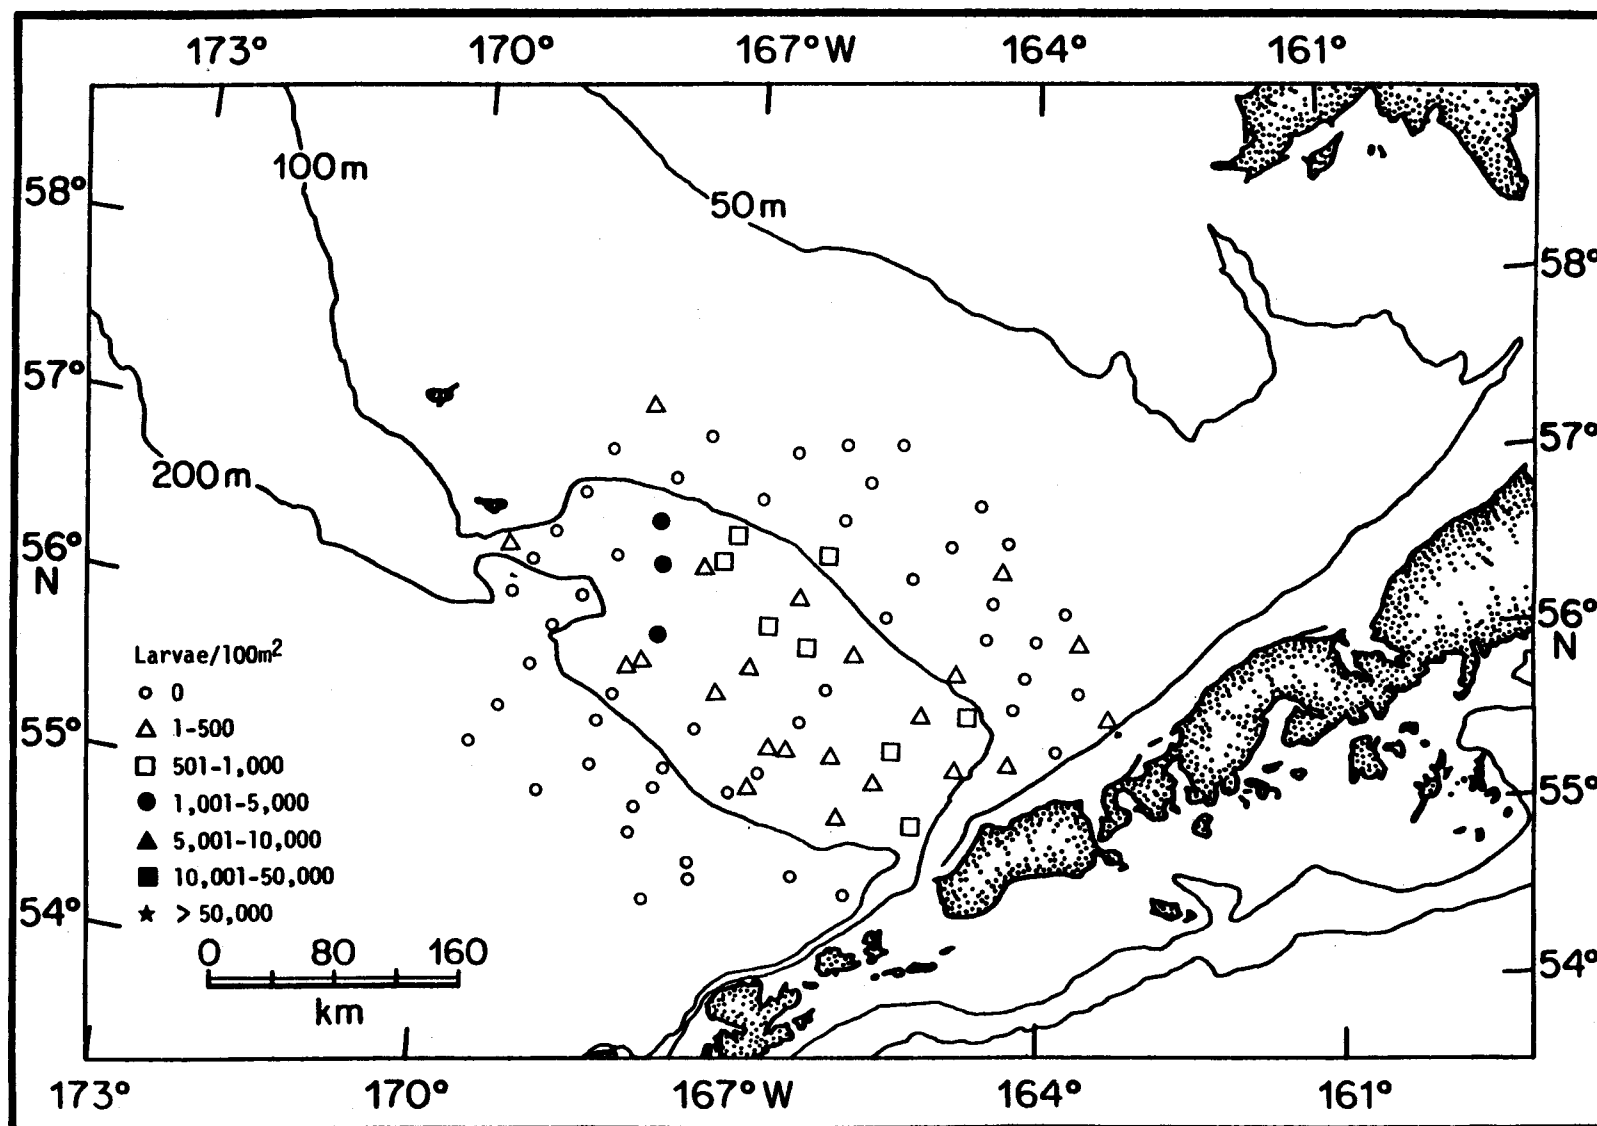 173° 170° 167°W 164° 161°
100m
50m
58°
58°
57°
57°
200m
56°
N
56°
N
Larvae/100m²
○ 0
△ 1-500
□ 501-1,000
● 1,001-5,000
▲ 5,001-10,000
■ 10,001-50,000
★ > 50,000
55°
55°
54°
54°
0 80 160
km
173° 170° 167°W 164° 161°